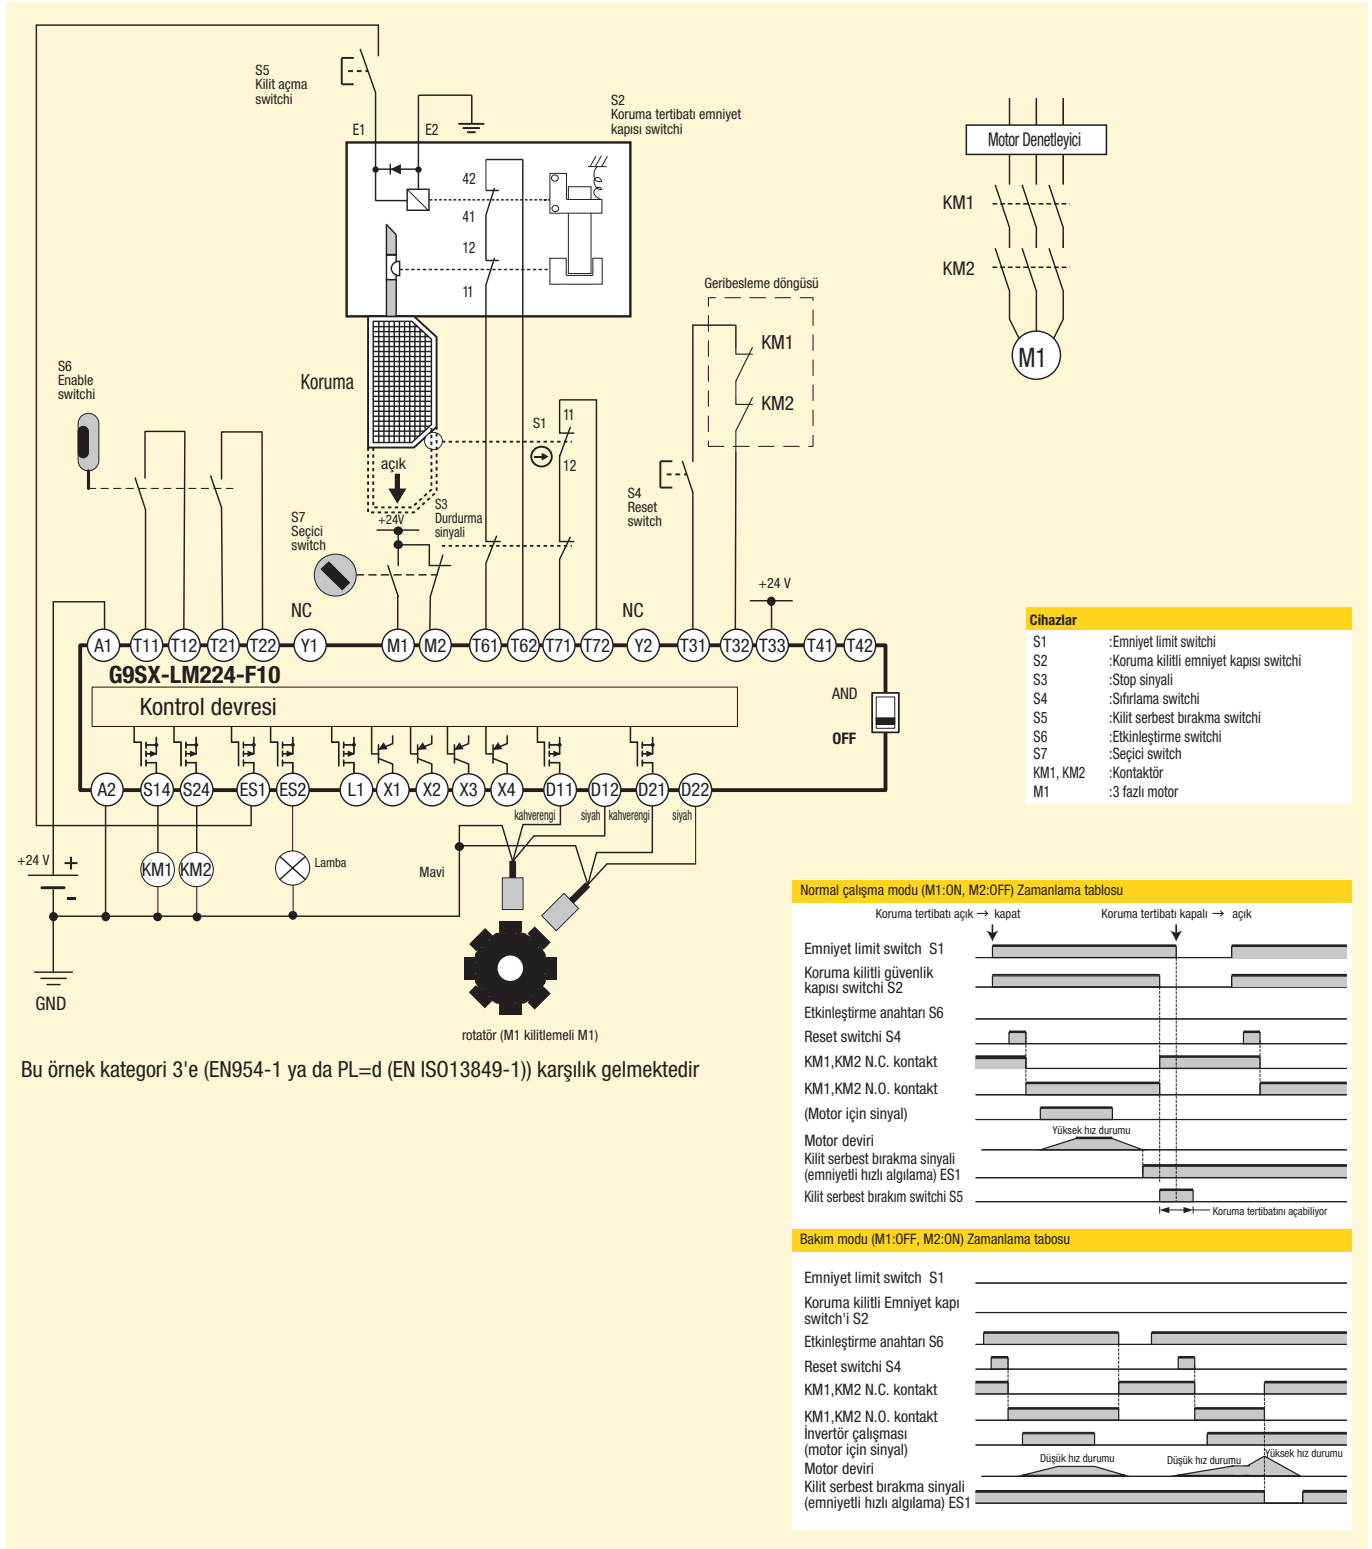 S5
Kilit açma
switchi
S2
Koruma tertibatı emniyet
kapısı switchi
E1
E2
42
41
12
11
Motor Denetleyici
KM1
KM2
M1
Geribesleme döngüsü
KM1
KM2
S6
Enable
switchi
Koruma
açık
S1
11
12
S4
Reset
switch
S7
Seçici
switch
+24V
S3
Durdurma
sinyali
+24 V
NC
NC
A1
T11
T12
T21
T22
Y1
M1
M2
T61
T62
T71
T72
Y2
T31
T32
T33
T41
T42
G9SX-LM224-F10
Kontrol devresi
AND
OFF
A2
S14
S24
ES1
ES2
L1
X1
X2
X3
X4
D11
D12
D21
D22
kahverengi
siyah
kahverengi
siyah
+24 V
+
-
KM1
KM2
Lamba
Mavi
GND
rotatör (M1 kilitlemeli M1)
Bu örnek kategori 3'e (EN954-1 ya da PL=d (EN ISO13849-1)) karşılık gelmektedir
Cihazlar
S1 :Emniyet limit switchi
S2 :Koruma kilitli emniyet kapısı switchi
S3 :Stop sinyali
S4 :Sıfırlama switchi
S5 :Kilit serbest bırakma switchi
S6 :Etkinleştirme switchi
S7 :Seçici switch
KM1, KM2 :Kontaktör
M1 :3 fazlı motor
Normal çalışma modu (M1:ON, M2:OFF) Zamanlama tablosu
Koruma tertibatı açık → kapat
Koruma tertibatı kapalı → açık
Emniyet limit switch S1
Koruma kilitli güvenlik
kapısı switchi S2
Etkinleştirme anahtarı S6
Reset switchi S4
KM1,KM2 N.C. kontakt
KM1,KM2 N.O. kontakt
(Motor için sinyal)
Yüksek hız durumu
Motor deviri
Kilit serbest bırakma sinyali
(emniyetli hızlı algılama) ES1
Kilit serbest bırakım switchi S5
Koruma tertibatını açabiliyor
Bakım modu (M1:OFF, M2:ON) Zamanlama tabosu
Emniyet limit switch S1
Koruma kilitli Emniyet kapı
switch'i S2
Etkinleştirme anahtarı S6
Reset switchi S4
KM1,KM2 N.C. kontakt
KM1,KM2 N.O. kontakt
İnvertör çalışması
(motor için sinyal)
Düşük hız durumu
Düşük hız durumu
Yüksek hız durumu
Motor deviri
Kilit serbest bırakma sinyali
(emniyetli hızlı algılama) ES1